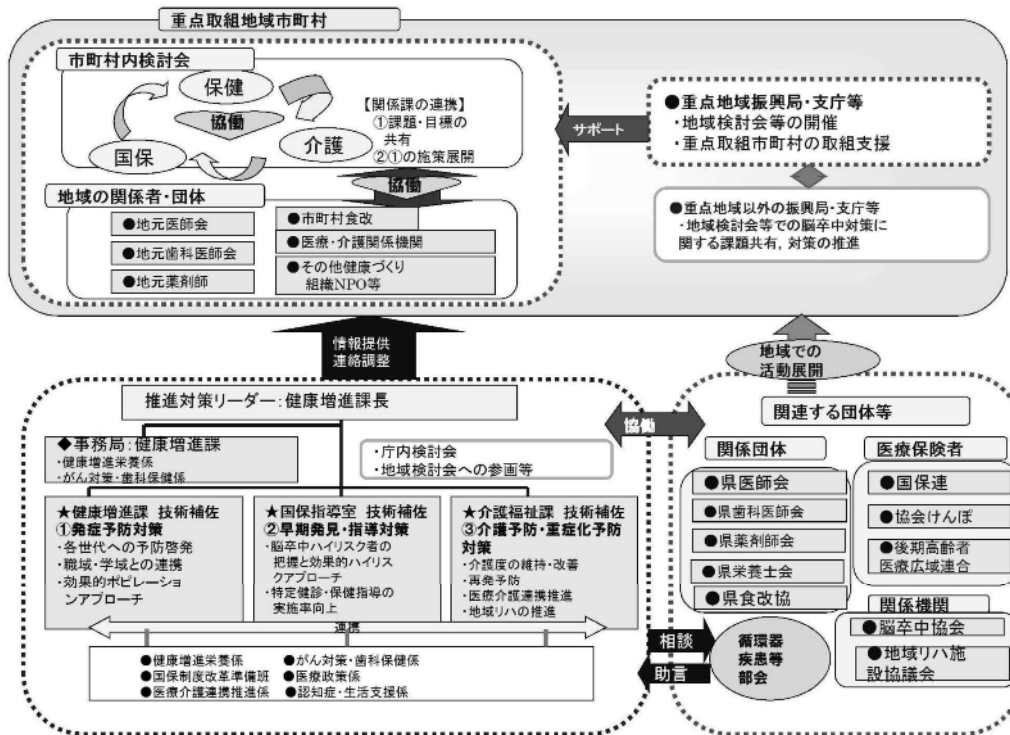 重点取組地域市町村
市町村内検討会
保健
協働
国保
介護
【関係課の連携】
①課題・目標の
共有
②①の施策展開
協働
地域の関係者・団体
●地元医師会
●地元歯科医師会
●地元薬剤師
●市町村食改
●医療・介護関係機関
●その他健康づくり
組織NPO等
サポート
●重点地域振興局・支庁等
・地域検討会等の開催
・重点取組市町村の取組支援
●重点地域以外の振興局・支庁等
・地域検討会等での脳卒中対策に
関する課題共有，対策の推進
情報提供
連絡調整
地域での
活動展開
推進対策リーダー：健康増進課長
◆事務局：健康増進課
・健康増進栄養係
・がん対策・歯科保健係
・庁内検討会
・地域検討会への参画等
★健康増進課 技術補佐
①発症予防対策
・各世代への予防啓発
・職域・学域との連携
・効果的ポピレーショ
ンアプローチ
★国保指導室 技術補佐
②早期発見・指導対策
・脳卒中ハイリスク者の
把握と効果的ハイリス
クアプローチ
・特定健診・保健指導の
実施率向上
★介護福祉課 技術補佐
③介護予防・重症化予防
対策
・介護度の維持・改善
・再発予防
・医療介護連携推進
・地域リハの推進
連携
●健康増進栄養係
●国保制度改革準備班
●医療介護連携推進係
●がん対策・歯科保健係
●医療政策係
●認知症・生活支援係
協働
関連する団体等
関係団体
●県医師会
●県歯科医師会
●県薬剤師会
●県栄養士会
●県食改協
医療保険者
●国保連
●協会けんぽ
●後期高齢者
医療広域連合
関係機関
●脳卒中協会
●地域リハ施
設協議会
相談
助言
循環器
疾患等
部会